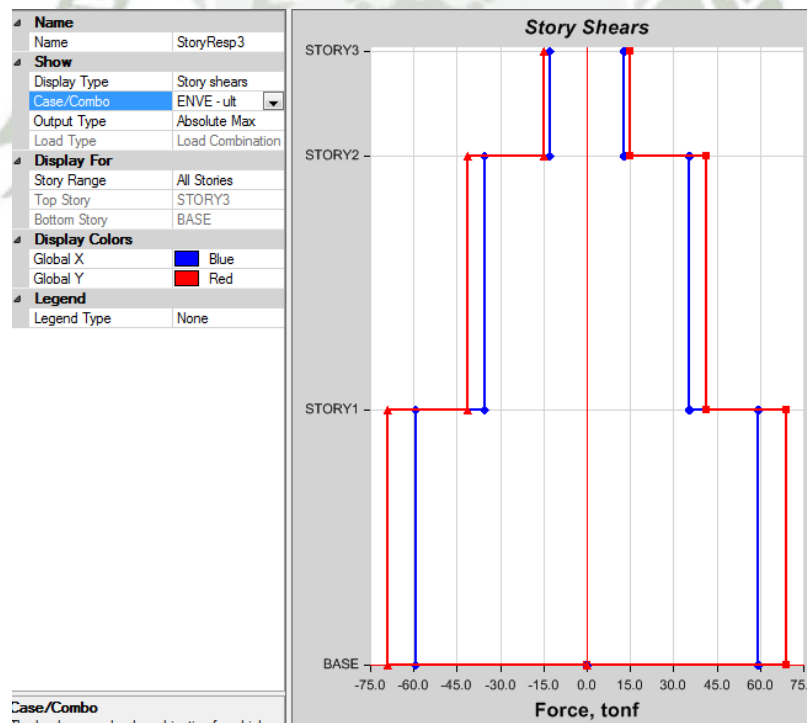 Name
Name StoryResp3
Show
Display Type Story shears
Case/Combo ENVE - ult
Output Type Absolute Max
Load Type Load Combination
Display For
Story Range All Stories
Top Story STORY3
Bottom Story BASE
Display Colors
Global X Blue
Global Y Red
Legend
Legend Type None
Case/Combo
Story Shears
STORY3
STORY2
STORY1
BASE
-75.0 -60.0 -45.0 -30.0 -15.0 0.0 15.0 30.0 45.0 60.0 75.
Force, tonf